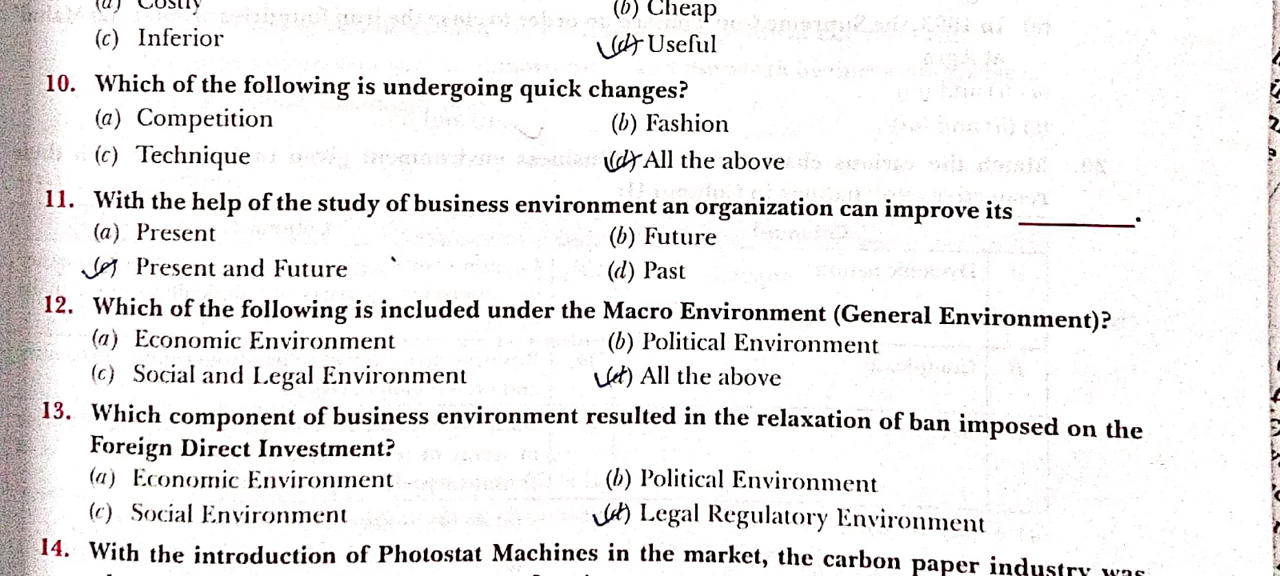 (a) Costly (b) Cheap
(c) Inferior (d) Useful
10. Which of the following is undergoing quick changes?
(a) Competition (b) Fashion
(c) Technique (d) All the above
11. With the help of the study of business environment an organization can improve its ________.
(a) Present (b) Future
(c) Present and Future (d) Past
12. Which of the following is included under the Macro Environment (General Environment)?
(a) Economic Environment (b) Political Environment
(c) Social and Legal Environment (d) All the above
13. Which component of business environment resulted in the relaxation of ban imposed on the
Foreign Direct Investment?
(a) Economic Environment (b) Political Environment
(c) Social Environment (d) Legal Regulatory Environment
14. With the introduction of Photostat Machines in the market, the carbon paper industry was